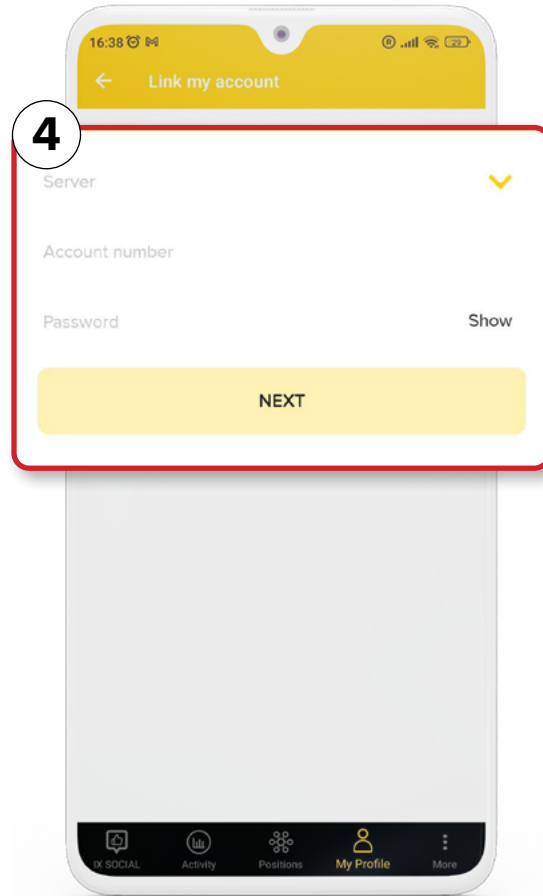 16:38
29
Link my account
4
Server
Account number
Password Show
NEXT
IX SOCIAL Activity Positions My Profile More